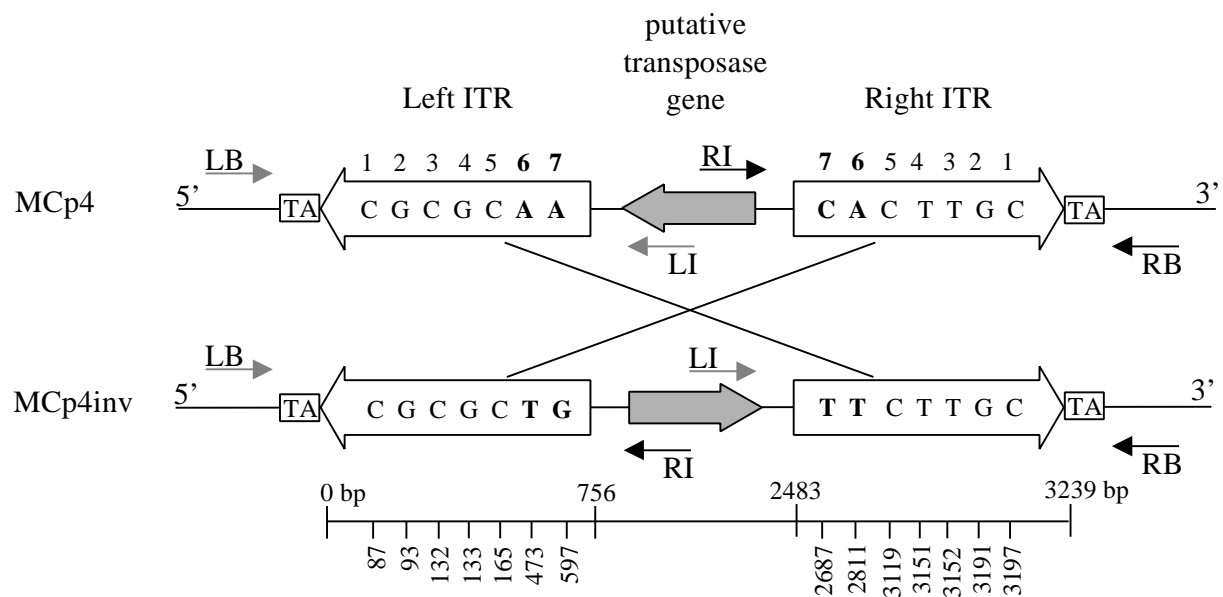 putative
transposase
gene
Left ITR
Right ITR
LB
1 2 3 4 5 6 7
RI
7 6 5 4 3 2 1
MCp4
5’
TA
C G C G C A A
C A C T T G C
TA
3’
LI
RB
LB
LI
MCp4inv
5’
TA
C G C G C T G
T T C T T G C
TA
3’
RI
RB
0 bp
756
2483
3239 bp
87
93
132
133
165
473
597
2687
2811
3119
3151
3152
3191
3197